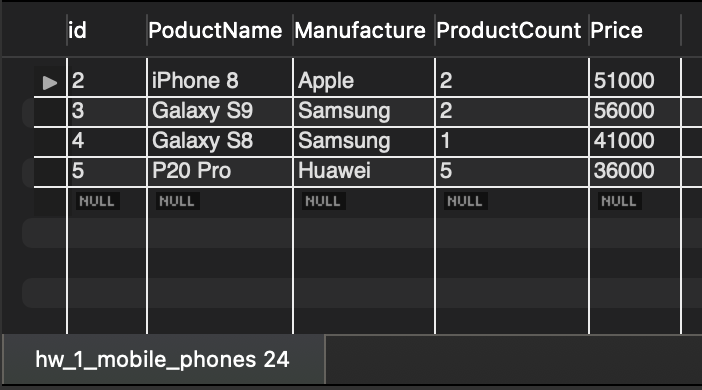 id PoductName Manufacture ProductCount Price
2 iPhone 8 Apple 2 51000
3 Galaxy S9 Samsung 2 56000
4 Galaxy S8 Samsung 1 41000
5 P20 Pro Huawei 5 36000
NULL NULL NULL NULL NULL
hw_1_mobile_phones 24